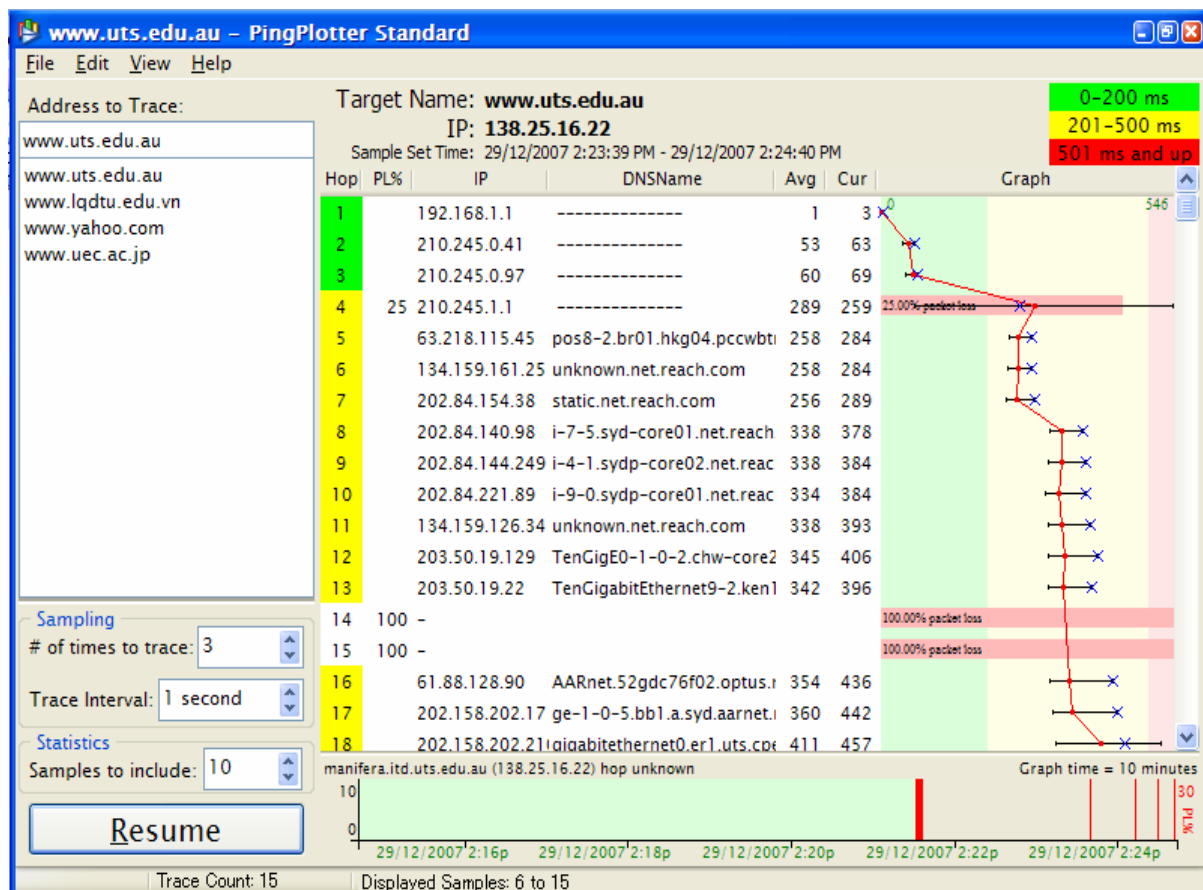 www.uts.edu.au - PingPlotter Standard
File Edit View Help
Address to Trace:
www.uts.edu.au
www.uts.edu.au
www.lqdtu.edu.vn
www.yahoo.com
www.uec.ac.jp
Sampling
# of times to trace: 3
Trace Interval: 1 second
Statistics
Samples to include: 10
Resume
Target Name: www.uts.edu.au
IP: 138.25.16.22
Sample Set Time: 29/12/2007 2:23:39 PM - 29/12/2007 2:24:40 PM
0-200 ms
201-500 ms
501 ms and up
Hop PL% IP DNSName Avg Cur Graph
0 546
1 192.168.1.1 -------------- 1 3
2 210.245.0.41 -------------- 53 63
3 210.245.0.97 -------------- 60 69
4 25 210.245.1.1 -------------- 289 259 25.00% packet loss
5 63.218.115.45 pos8-2.br01.hkg04.pccwbt 258 284
6 134.159.161.25 unknown.net.reach.com 258 284
7 202.84.154.38 static.net.reach.com 256 289
8 202.84.140.98 i-7-5.syd-core01.net.reach 338 378
9 202.84.144.249 i-4-1.sydp-core02.net.reac 338 384
10 202.84.221.89 i-9-0.sydp-core01.net.reac 334 384
11 134.159.126.34 unknown.net.reach.com 338 393
12 203.50.19.129 TenGigE0-1-0-2.chw-core2 345 406
13 203.50.19.22 TenGigabitEthernet9-2.ken1 342 396
14 100 - 100.00% packet loss
15 100 - 100.00% packet loss
16 61.88.128.90 AARnet.52gdc76f02.optus.r 354 436
17 202.158.202.17 ge-1-0-5.bb1.a.syd.aarnet. 360 442
18 202.158.202.21 gigabitethernet0.er1.uts.cpe 411 457
manifera.itd.uts.edu.au (138.25.16.22) hop unknown Graph time = 10 minutes
10 30
0 PL%
29/12/2007 2:16p 29/12/2007 2:18p 29/12/2007 2:20p 29/12/2007 2:22p 29/12/2007 2:24p
Trace Count: 15 Displayed Samples: 6 to 15